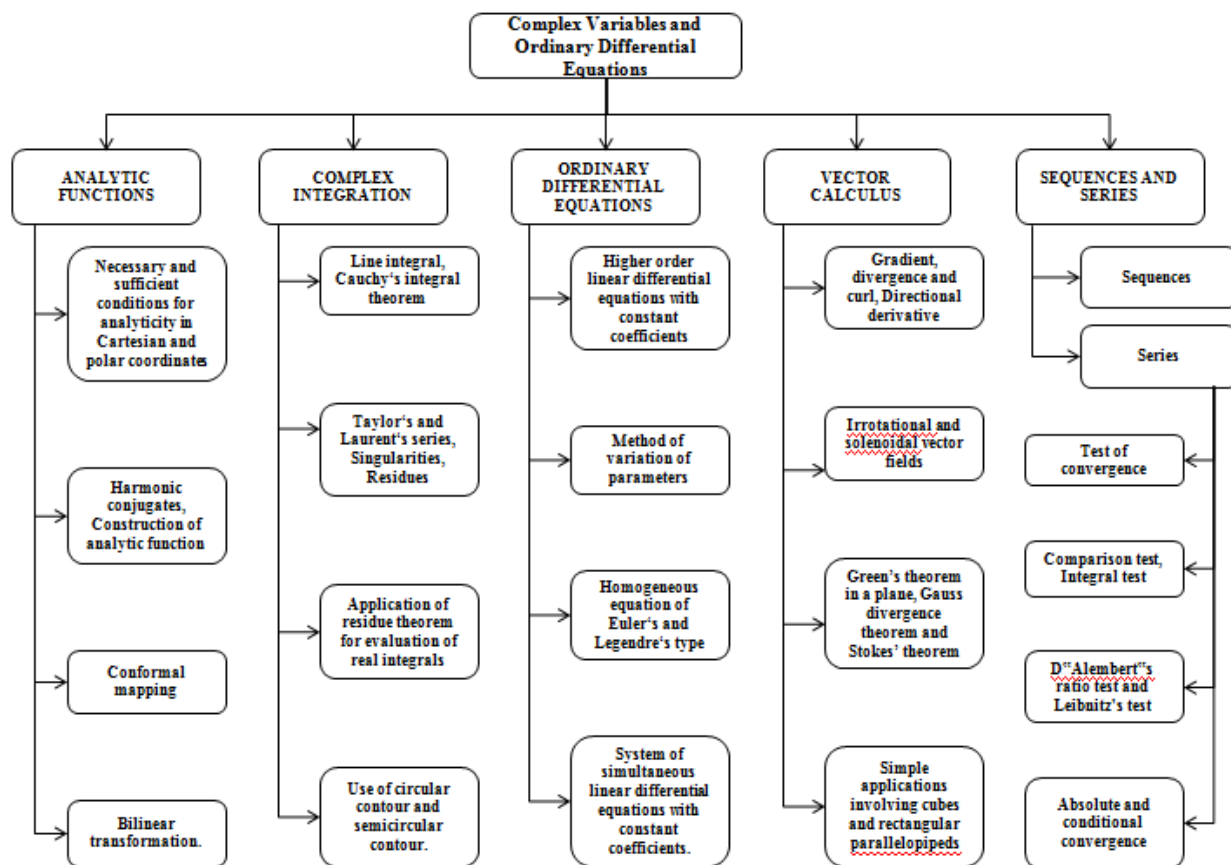 Complex Variables and
Ordinary Differential
Equations
ANALYTIC
FUNCTIONS
Necessary and
sufficient
conditions for
analyticity in
Cartesian and
polar coordinates
Harmonic
conjugates,
Construction of
analytic function
Conformal
mapping
Bilinear
transformation.
COMPLEX
INTEGRATION
Line integral,
Cauchy‘s integral
theorem
Taylor‘s and
Laurent‘s series,
Singularities,
Residues
Application of
residue theorem
for evaluation of
real integrals
Use of circular
contour and
semicircular
contour.
ORDINARY
DIFFERENTIAL
EQUATIONS
Higher order
linear differential
equations with
constant
coefficients
Method of
variation of
parameters
Homogeneous
equation of
Euler‘s and
Legendre‘s type
System of
simultaneous
linear differential
equations with
constant
coefficients.
VECTOR
CALCULUS
Gradient,
divergence and
curl, Directional
derivative
Irrotational and
solenoidal vector
fields
Green’s theorem
in a plane, Gauss
divergence
theorem and
Stokes’ theorem
Simple
applications
involving cubes
and rectangular
parallelopipeds
SEQUENCES AND
SERIES
Sequences
Series
Test of
convergence
Comparison test,
Integral test
D‟Alembert‟s
ratio test and
Leibnitz’s test
Absolute and
conditional
convergence